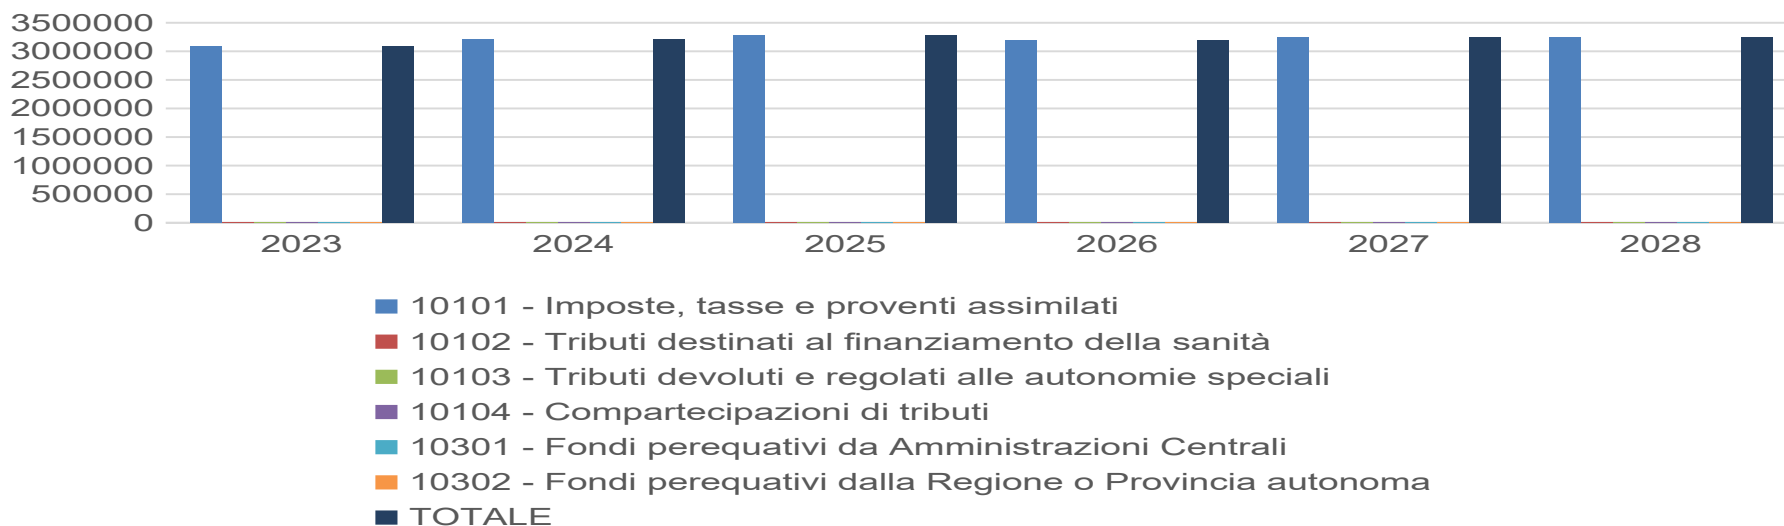 3500000
3000000
2500000
2000000
1500000
1000000
500000
0
2023 2024 2025 2026 2027 2028
10101 - Imposte, tasse e proventi assimilati
10102 - Tributi destinati al finanziamento della sanità
10103 - Tributi devoluti e regolati alle autonomie speciali
10104 - Compartecipazioni di tributi
10301 - Fondi perequativi da Amministrazioni Centrali
10302 - Fondi perequativi dalla Regione o Provincia autonoma
TOTALE